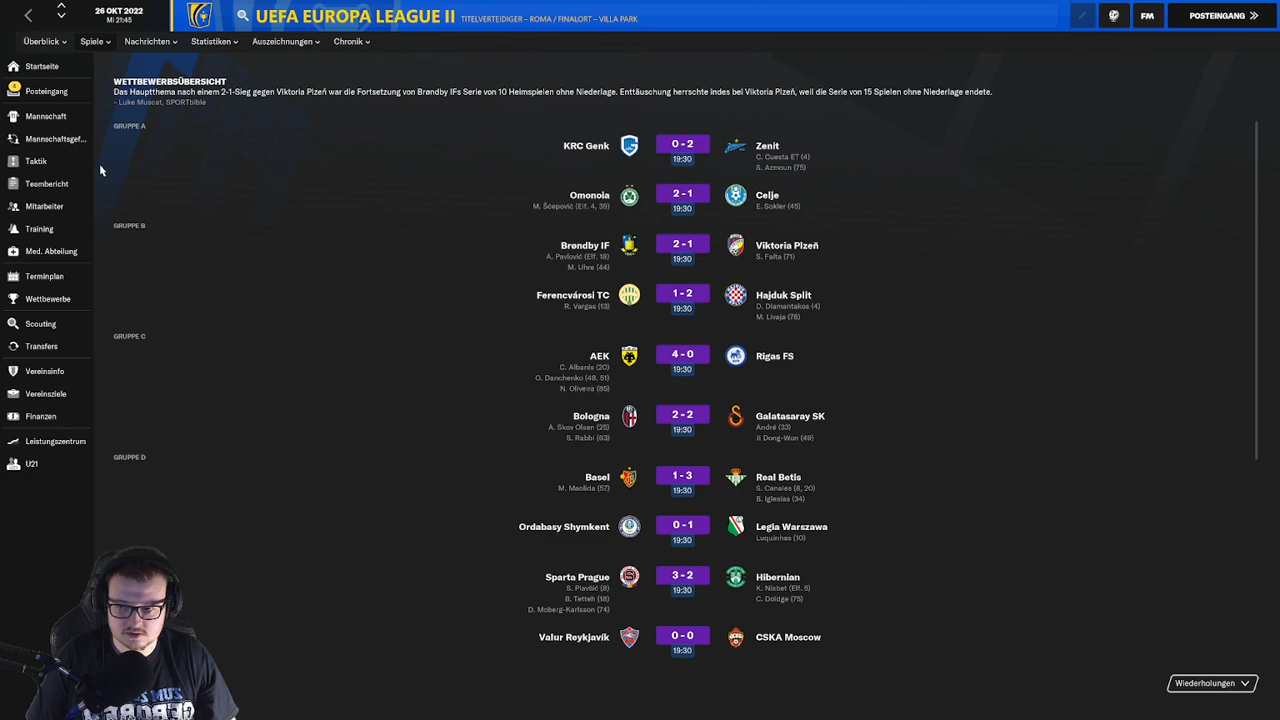 26 OKT 2022
MI 21:45
UEFA EUROPA LEAGUE II
TITELVERTEIDIGER – ROMA / FINALORT – VILLA PARK
FM
POSTEINGANG
Überblick
Spiele
Nachrichten
Statistiken
Auszeichnungen
Chronik
Startseite
Posteingang
Mannschaft
Mannschaftsgef...
Taktik
Teambericht
Mitarbeiter
Training
Med. Abteilung
Terminplan
Wettbewerbe
Scouting
Transfers
Vereinsinfo
Vereinsziele
Finanzen
Leistungszentrum
U21
WETTBEWERBSÜBERSICHT
Das Hauptthema nach einem 2-1-Sieg gegen Viktoria Plzeň war die Fortsetzung von Brøndby IFs Serie von 10 Heimspielen ohne Niederlage. Enttäuschung herrschte indes bei Viktoria Plzeň, weil die Serie von 15 Spielen ohne Niederlage endete.
- Luke Muscat, SPORTbible
GRUPPE A
KRC Genk 0 - 2 Zenit
19:30 C. Cuesta ET (4)
S. Azmoun (75)
Omonoia 2 - 1 Celje
M. Šćepović (Elf. 4, 39) 19:30 E. Sokler (45)
GRUPPE B
Brøndby IF 2 - 1 Viktoria Plzeň
A. Pavlović (Elf. 18) 19:30 S. Falta (71)
M. Uhre (44)
Ferencvárosi TC 1 - 2 Hajduk Split
R. Vargas (13) 19:30 D. Diamantakos (4)
M. Livaja (78)
GRUPPE C
AEK 4 - 0 Rigas FS
C. Albanis (20) 19:30
O. Danchenko (48, 51)
N. Oliveira (85)
Bologna 2 - 2 Galatasaray SK
A. Skov Olsen (25) 19:30 André (33)
S. Rabbi (63) Ji Dong-Won (49)
GRUPPE D
Basel 1 - 3 Real Betis
M. Maolida (57) 19:30 S. Canales (8, 20)
B. Iglesias (34)
Ordabasy Shymkent 0 - 1 Legia Warszawa
19:30 Luquinhas (10)
Sparta Prague 3 - 2 Hibernian
S. Plavšić (8) 19:30 K. Nisbet (Elf. 5)
B. Tetteh (18) C. Doidge (75)
D. Moberg-Karlsson (74)
Valur Reykjavík 0 - 0 CSKA Moscow
19:30
Wiederholungen